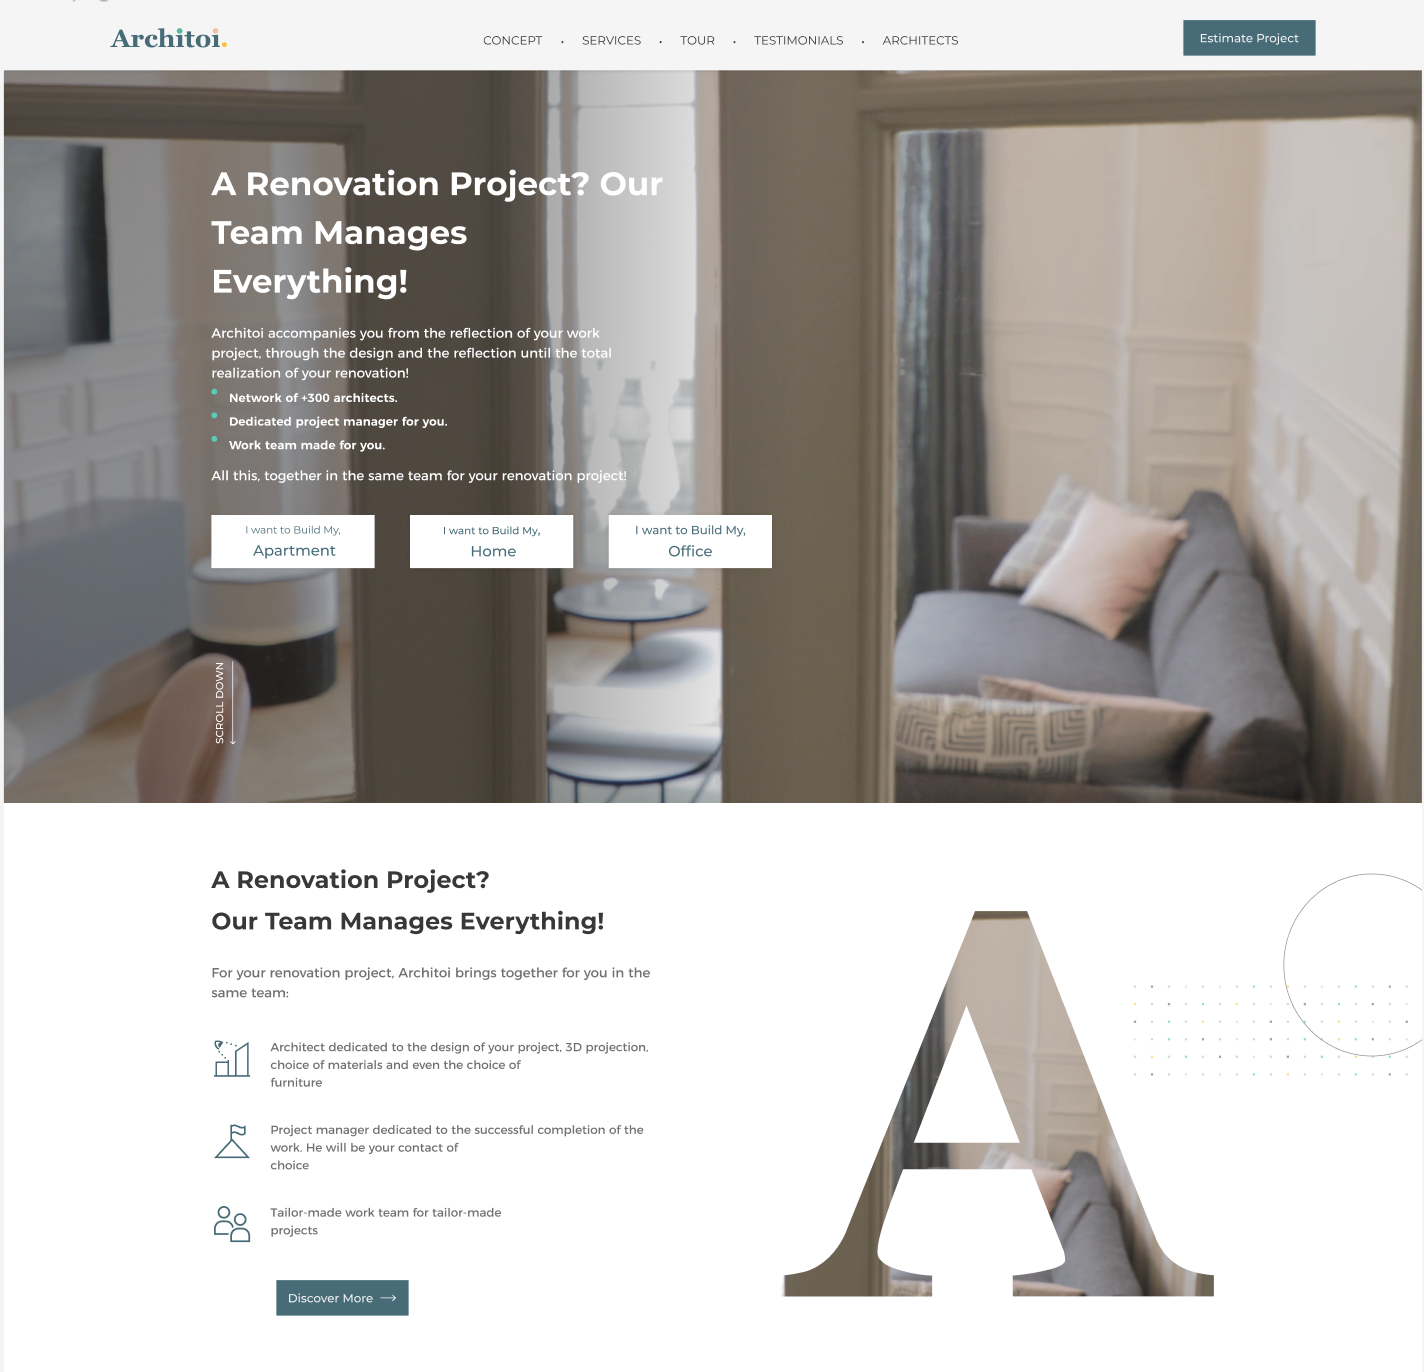 Architoi.
CONCEPT • SERVICES • TOUR • TESTIMONIALS • ARCHITECTS
Estimate Project
A Renovation Project? Our
Team Manages
Everything!
Architoi accompanies you from the reflection of your work
project, through the design and the reflection until the total
realization of your renovation!
Network of +300 architects.
Dedicated project manager for you.
Work team made for you.
All this, together in the same team for your renovation project!
I want to Build My,
Apartment
I want to Build My,
Home
I want to Build My,
Office
SCROLL DOWN
A Renovation Project?
Our Team Manages Everything!
For your renovation project, Architoi brings together for you in the
same team:
Architect dedicated to the design of your project, 3D projection,
choice of materials and even the choice of
furniture
Project manager dedicated to the successful completion of the
work. He will be your contact of
choice
Tailor-made work team for tailor-made
projects
Discover More
A